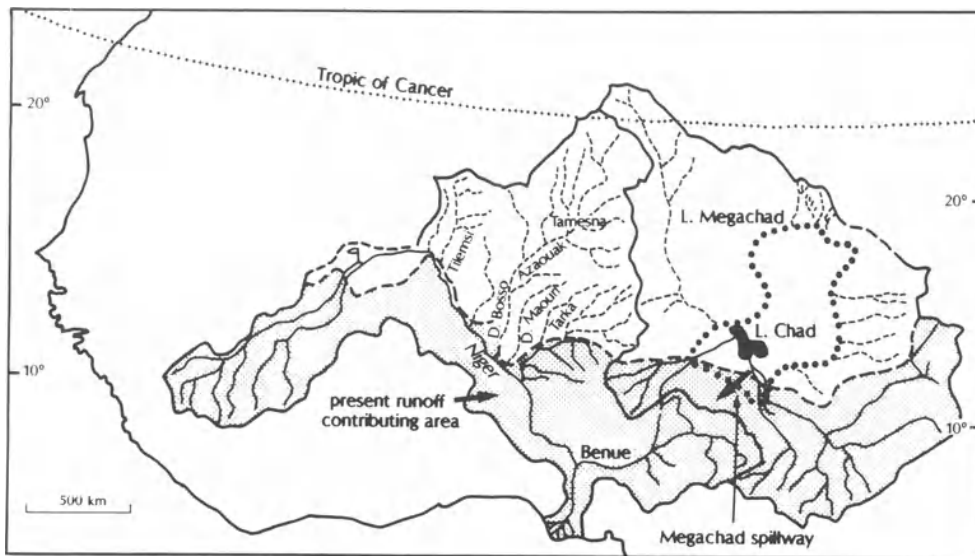 Tropic of Cancer
20°
20°
L. Megachad
Tamesna
Tilemsi
Azaouak
D. Bosso
D. Maouri
Tarka
L. Chad
Niger
10°
10°
present runoff
contributing area
Benue
500 km
Megachad spillway